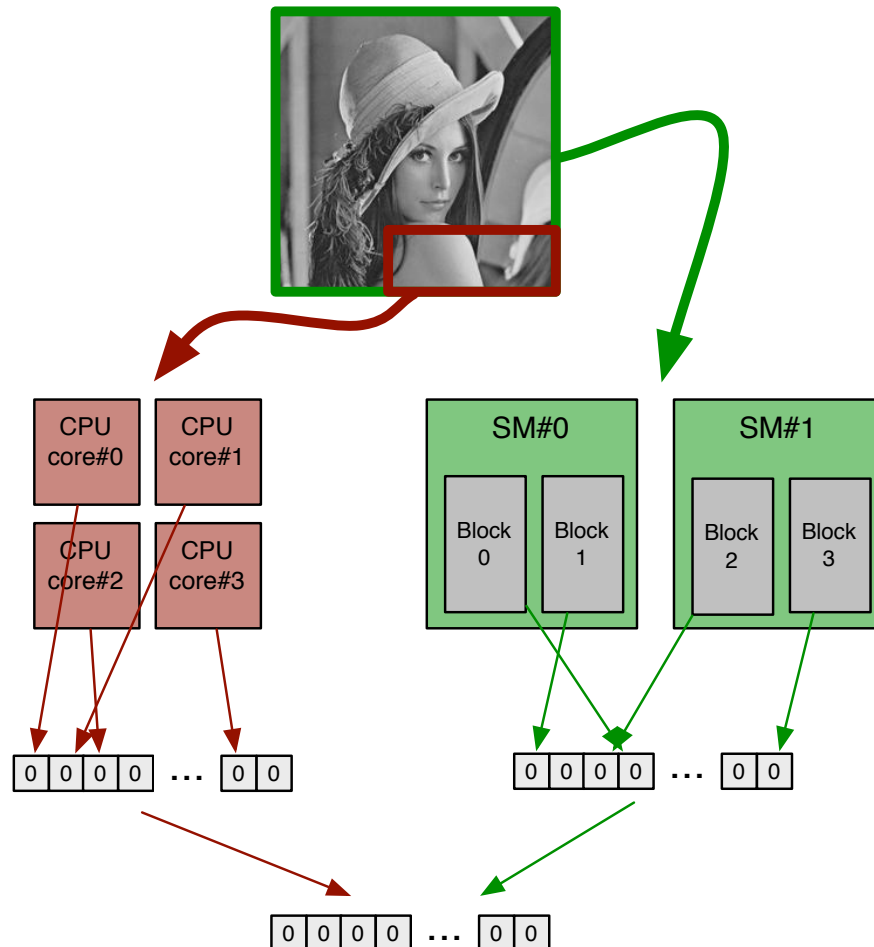 CPU
core#0
CPU
core#1
CPU
core#2
CPU
core#3
SM#0
SM#1
Block
0
Block
1
Block
2
Block
3
0 0 0 0 ... 0 0
0 0 0 0 ... 0 0
0 0 0 0 ... 0 0